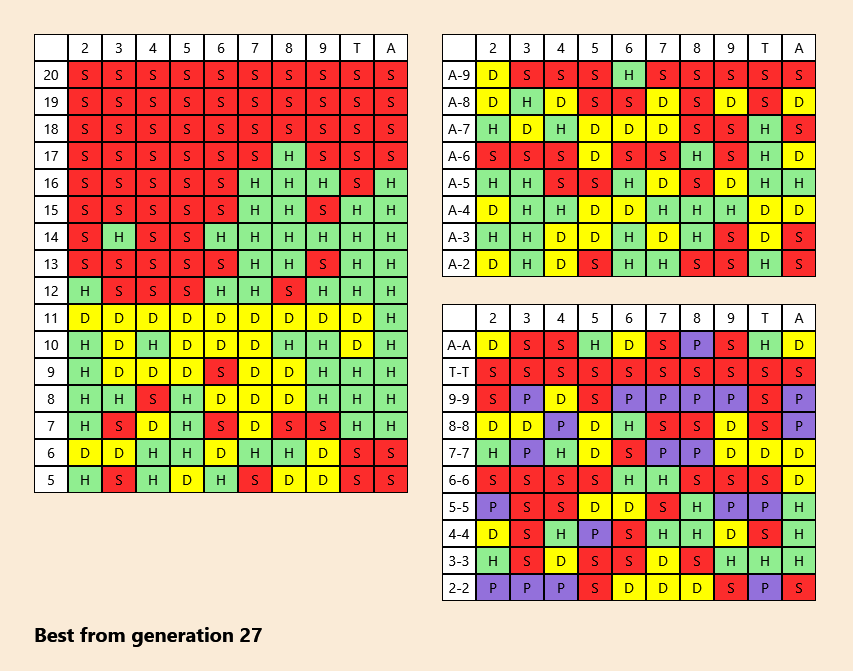 2 3 4 5 6 7 8 9 T A
20 S S S S S S S S S S
19 S S S S S S S S S S
18 S S S S S S S S S S
17 S S S S S S H S S S
16 S S S S S H H H S H
15 S S S S S H H S H H
14 S H S S H H H H H H
13 S S S S S H H S H H
12 H S S S H H S H H H
11 D D D D D D D D D H
10 H D H D D D H H D H
9 H D D D S D D H H H
8 H H S H D D D H H H
7 H S D H S D S S H H
6 D D H H D H H D S S
5 H S H D H S D D S S
2 3 4 5 6 7 8 9 T A
A-9 D S S S H S S S S S
A-8 D H D S S D S D S D
A-7 H D H D D D S S H S
A-6 S S S D S S H S H D
A-5 H H S S H D S D H H
A-4 D H H D D H H H D D
A-3 H H D D H D H S D S
A-2 D H D S H H S S H S
2 3 4 5 6 7 8 9 T A
A-A D S S H D S P S H D
T-T S S S S S S S S S S
9-9 S P D S P P P P S P
8-8 D D P D H S S D S P
7-7 H P H D S P P D D D
6-6 S S S S H H S S S D
5-5 P S S D D S H P P H
4-4 D S H P S H H D S H
3-3 H S D S S D S H H H
2-2 P P P S D D D S P S
Best from generation 27